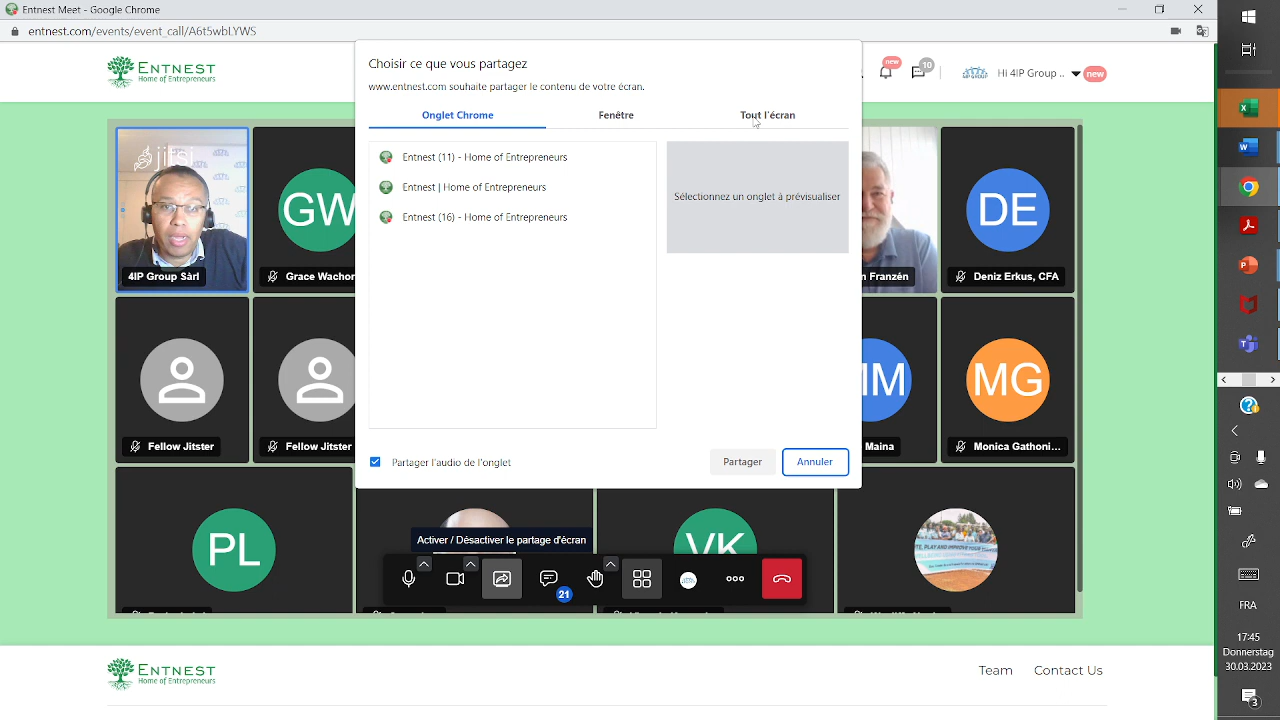 Entnest Meet - Google Chrome
entnest.com/events/event_call/A6t5wbLYWS
ENTNEST
Home of Entrepreneurs
new
10
Hi 4IP Group ..
new
Choisir ce que vous partagez
www.entnest.com souhaite partager le contenu de votre écran.
Onglet Chrome
Fenêtre
Tout l'écran
Entnest (11) - Home of Entrepreneurs
Entnest | Home of Entrepreneurs
Entnest (16) - Home of Entrepreneurs
Sélectionnez un onglet à prévisualiser
Partager l'audio de l'onglet
Partager
Annuler
jitsi
4IP Group Sàrl
GW
Grace Wachor
n Franzén
DE
Deniz Erkus, CFA
Fellow Jitster
Fellow Jitster
MM
Maina
MG
Monica Gathoni...
PL
VK
Activer / Désactiver le partage d'écran
21
ENTNEST
Home of Entrepreneurs
Team
Contact Us
FRA
17:45
Donnerstag
30.03.2023
3